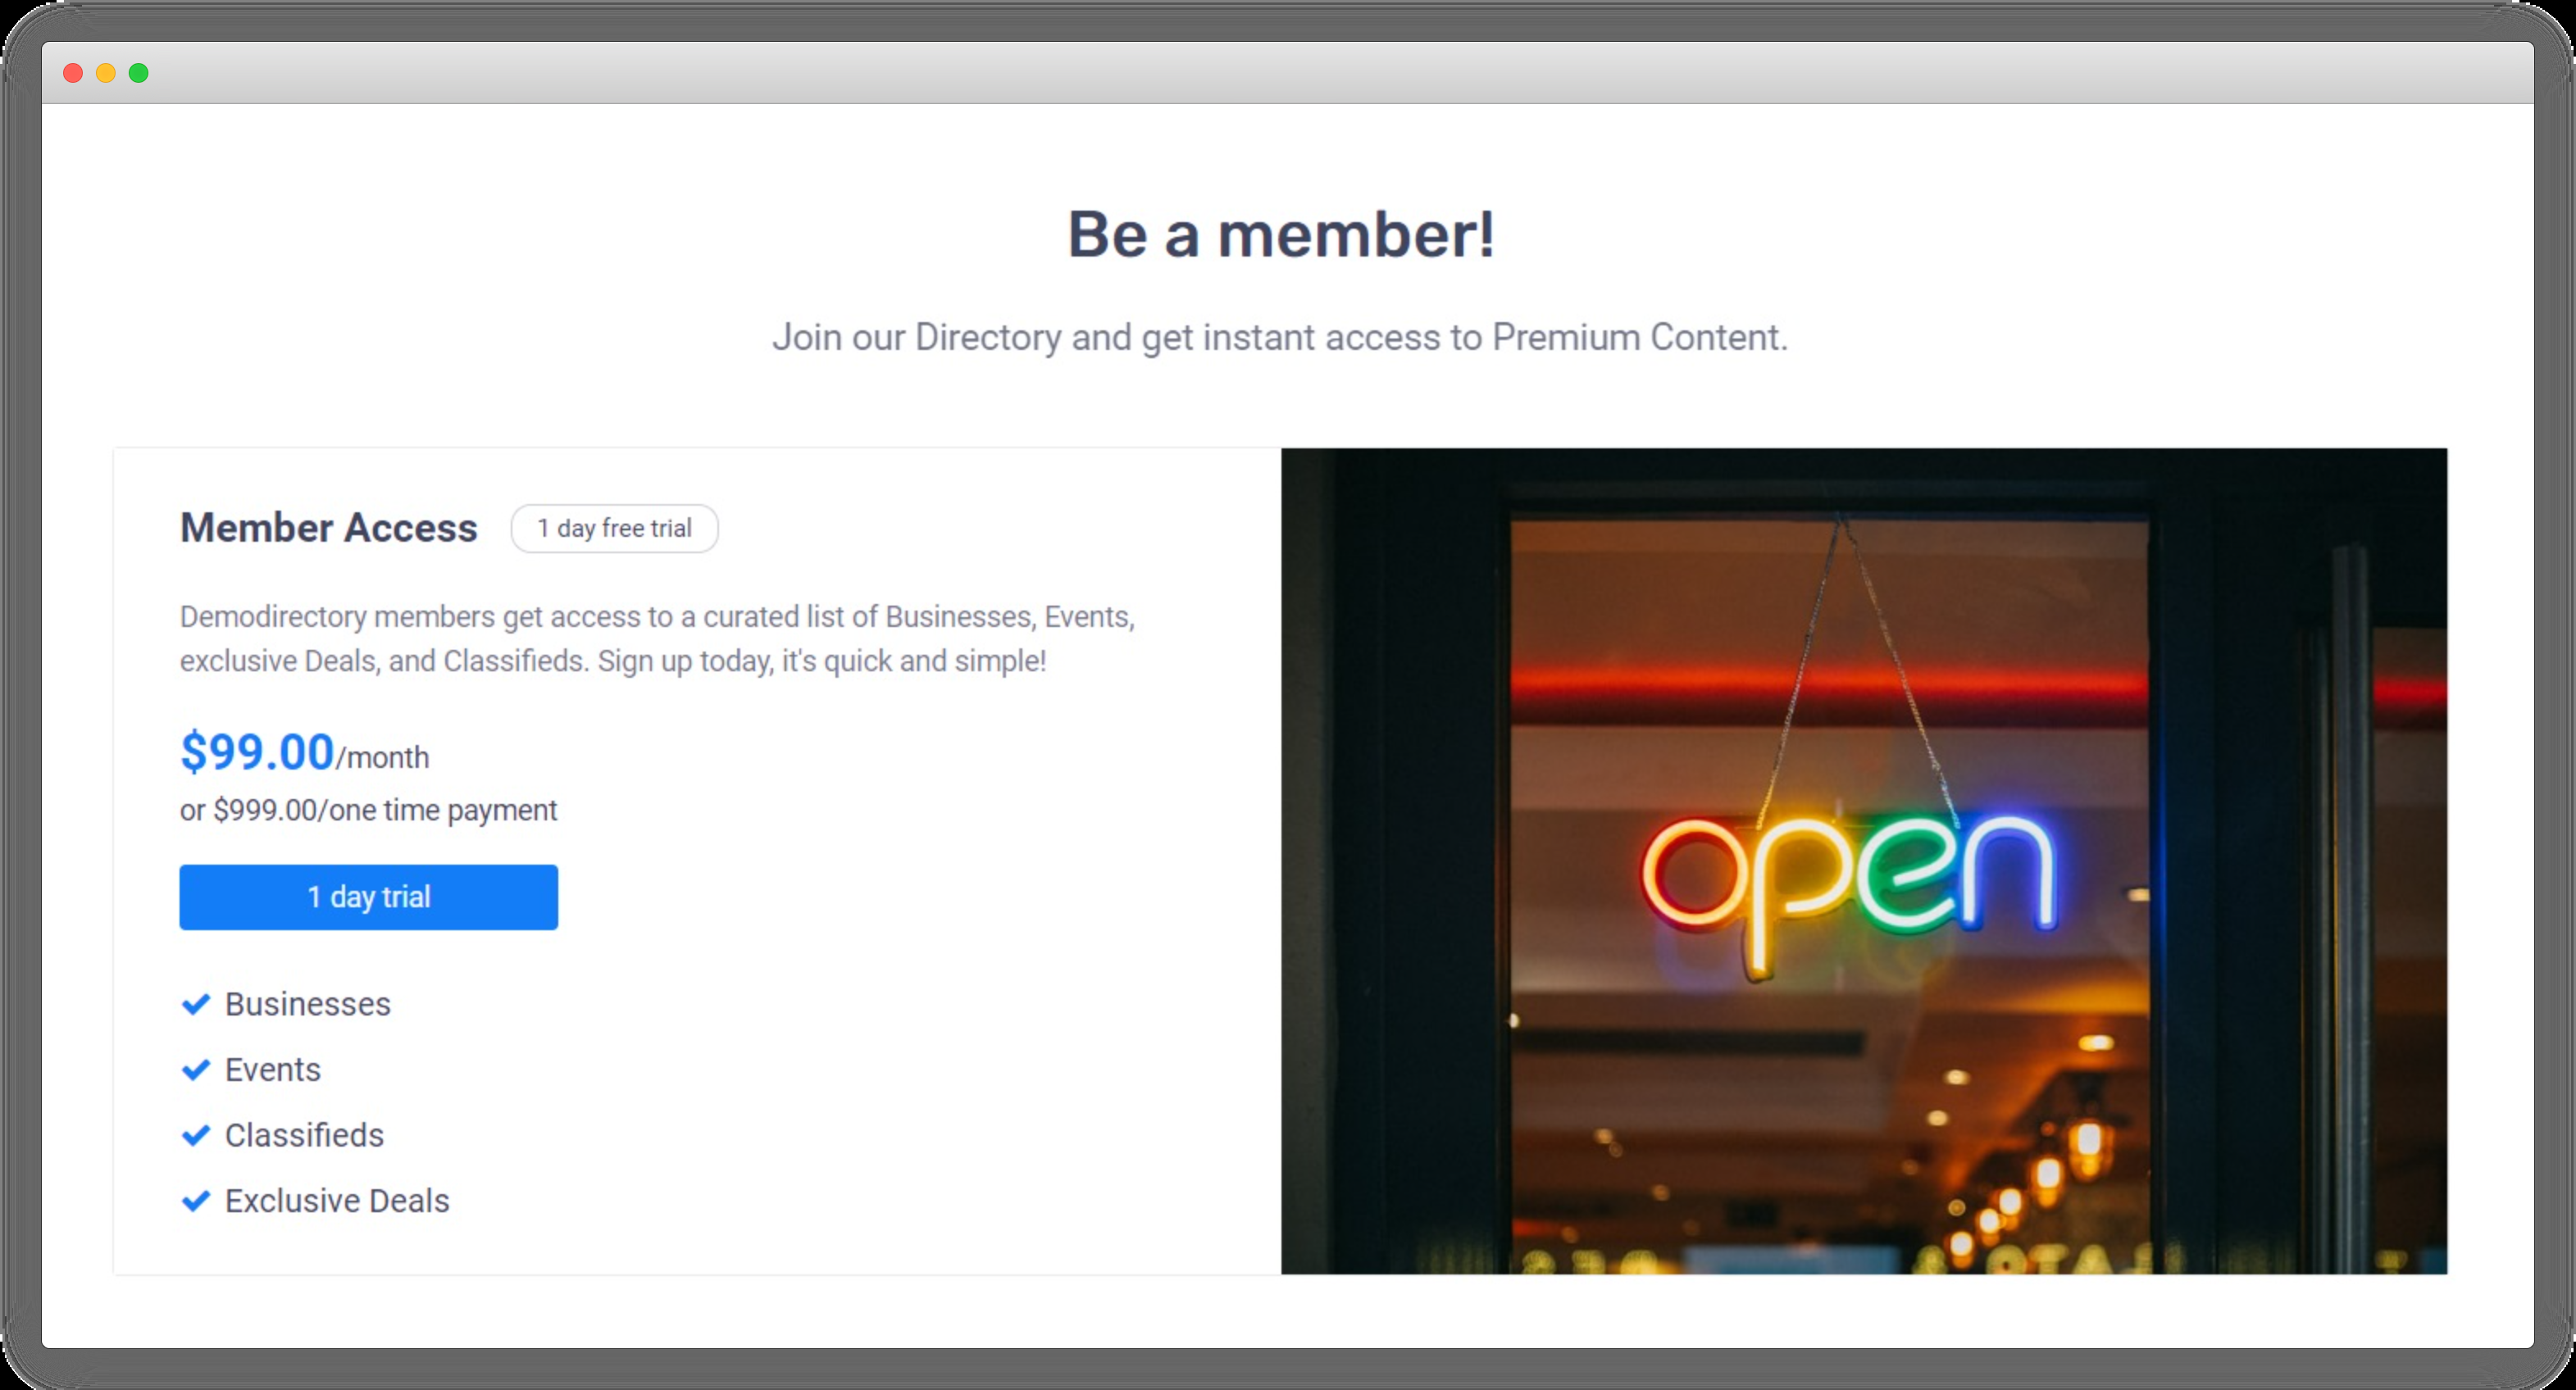 Be a member!
Join our Directory and get instant access to Premium Content.
Member Access
1 day free trial
Demodirectory members get access to a curated list of Businesses, Events,
exclusive Deals, and Classifieds. Sign up today, it's quick and simple!
$99.00/month
or $999.00/one time payment
1 day trial
Businesses
Events
Classifieds
Exclusive Deals
open